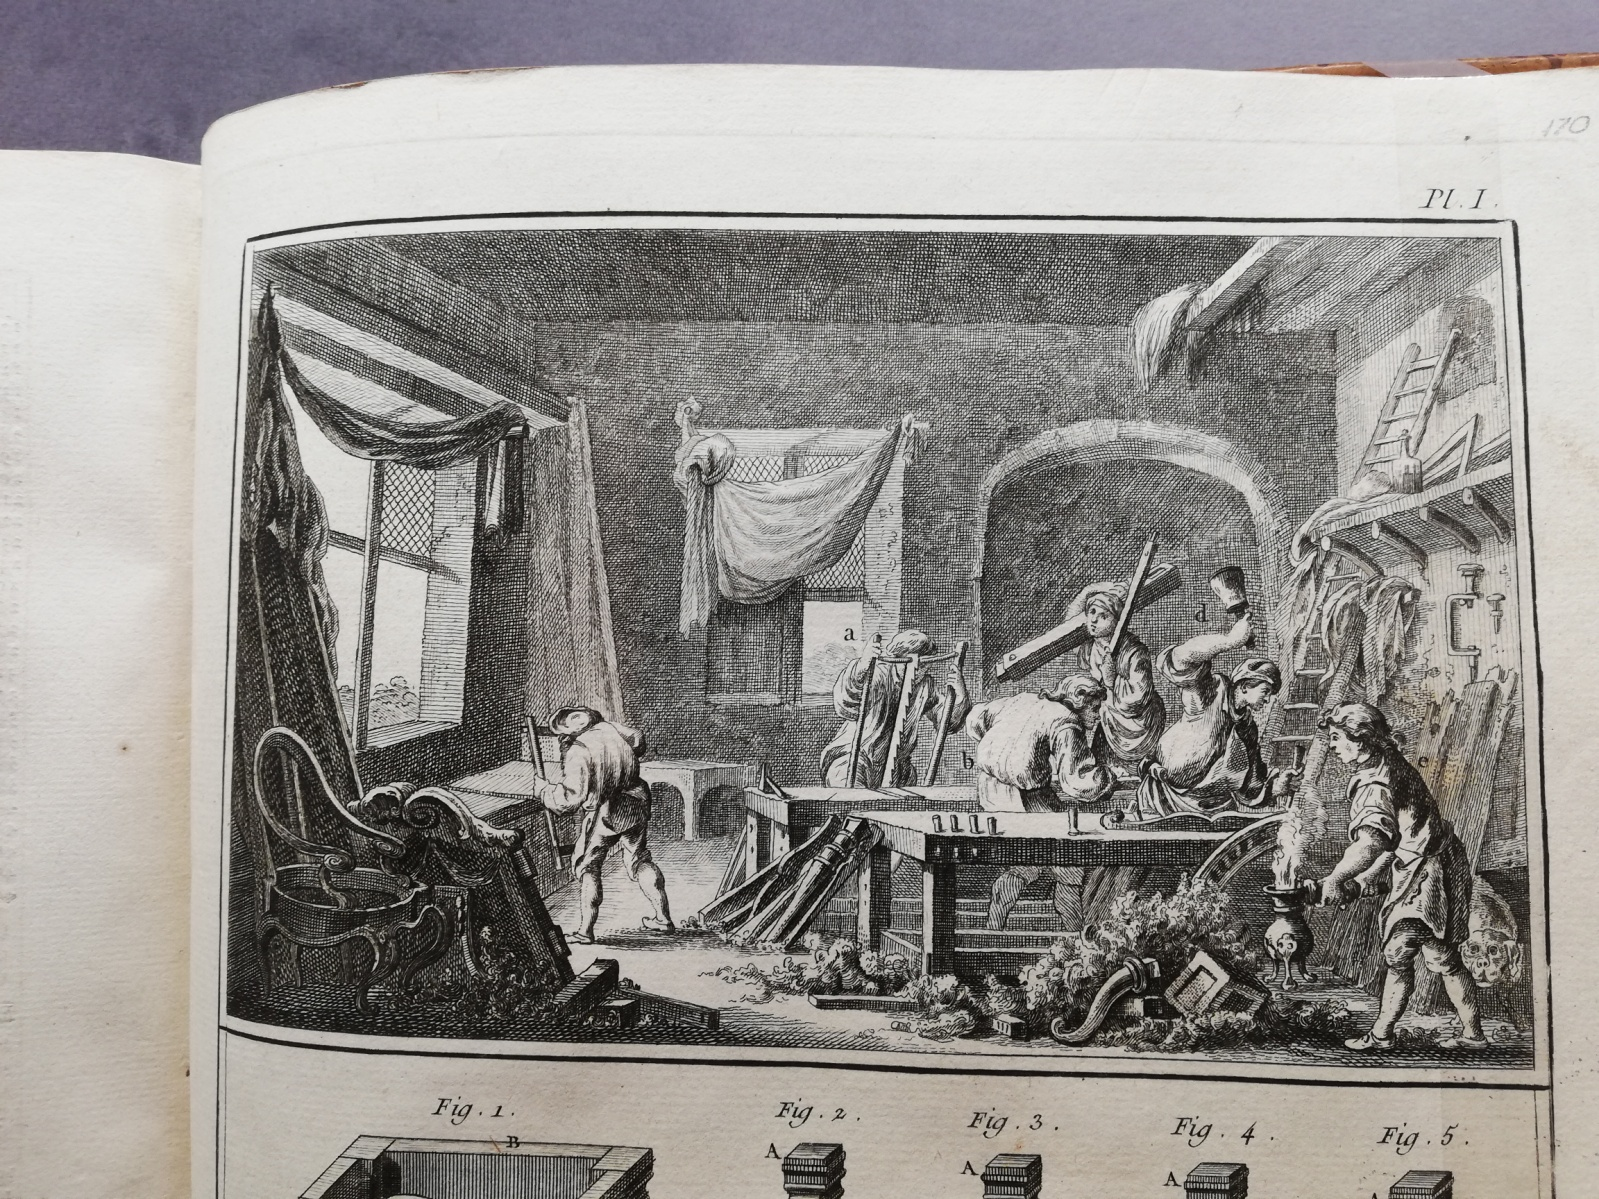 170
Pl. I.
a
d
b
e
Fig. 1.
Fig. 2.
Fig. 3.
Fig. 4.
Fig. 5.
B
A
A
A
A